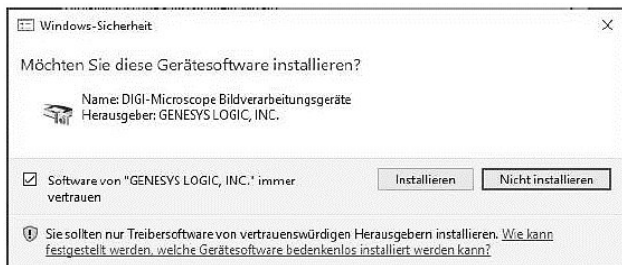 Windows-Sicherheit
Möchten Sie diese Gerätesoftware installieren?
Name: DIGI-Microscope Bildverarbeitungsgeräte
Herausgeber: GENESYS LOGIC, INC.
Software von "GENESYS LOGIC, INC." immer
vertrauen
Installieren
Nicht installieren
Sie sollten nur Treibersoftware von vertrauenswürdigen Herausgebern installieren. Wie kann
festgestellt werden, welche Gerätesoftware bedenkenlos installiert werden kann?